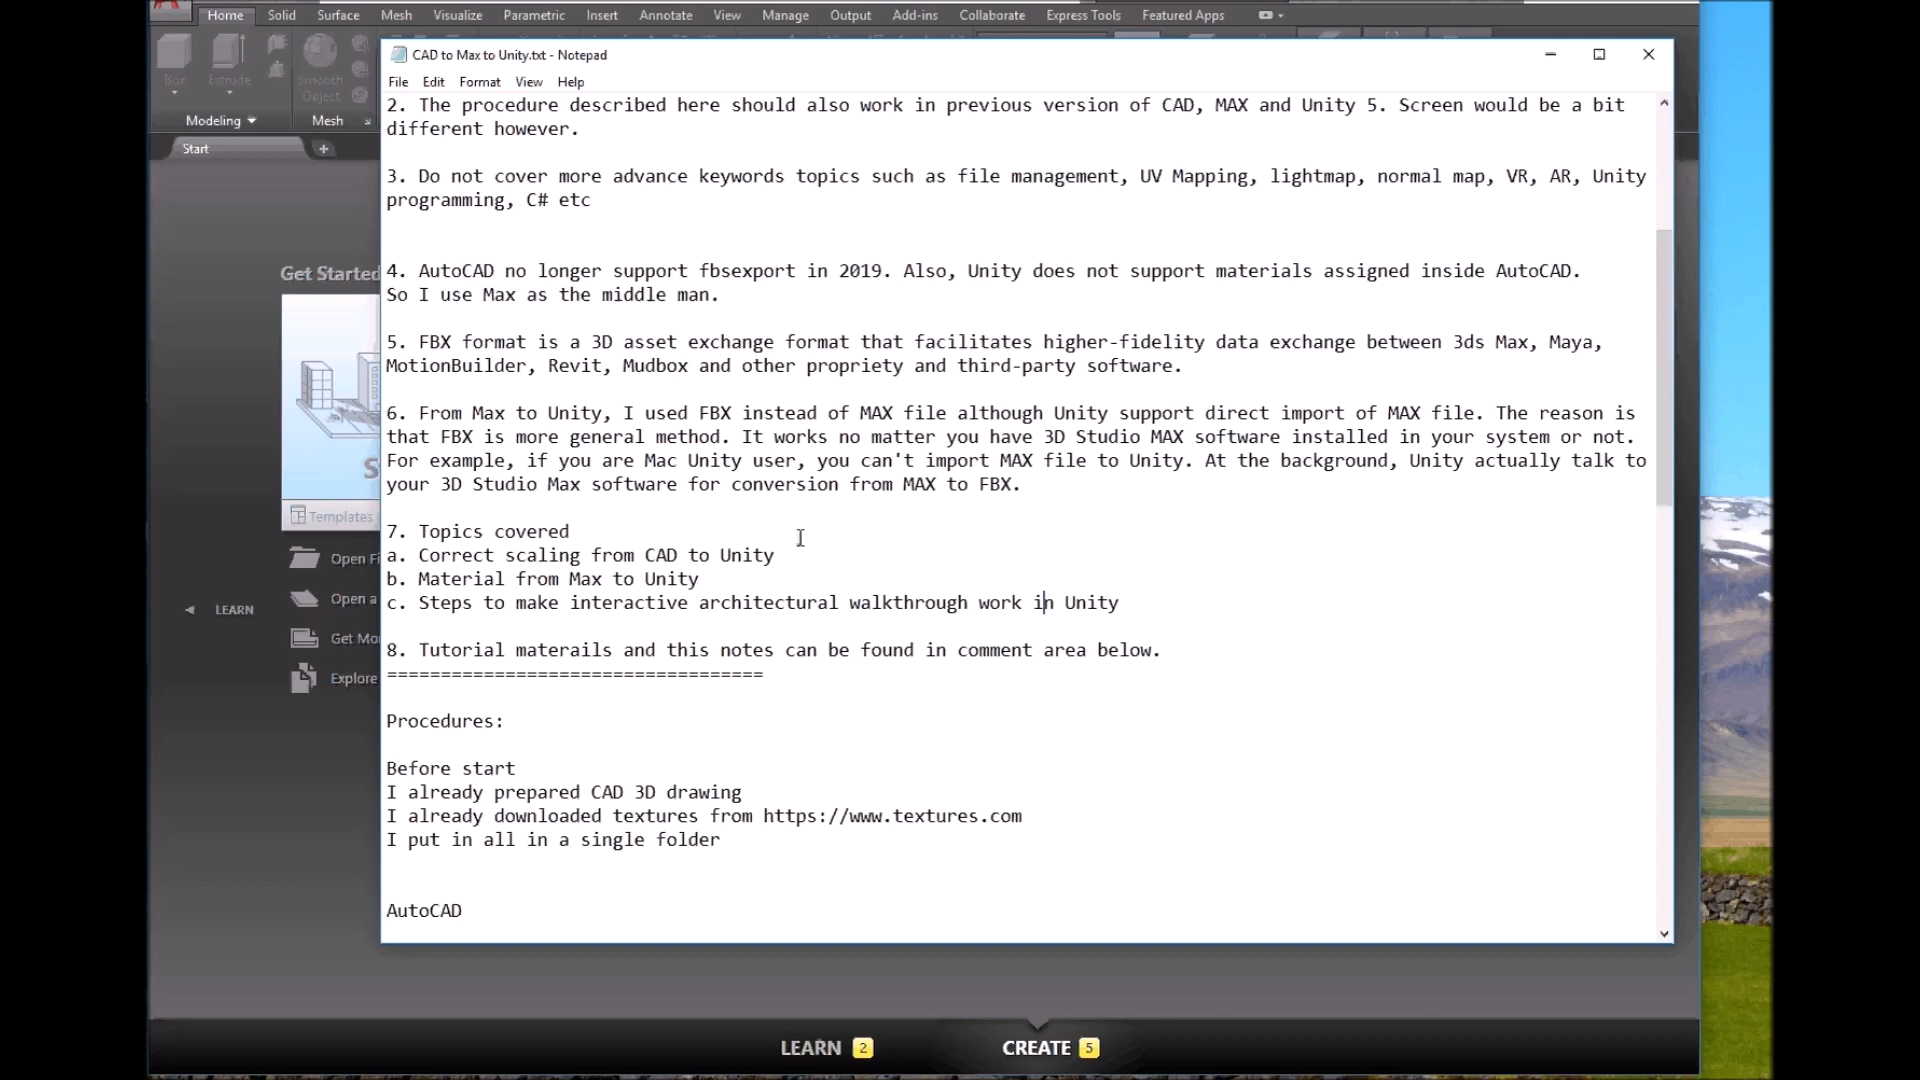 Home Solid Surface Mesh Visualize Parametric Insert Annotate View Manage Output Add-ins Collaborate Express Tools Featured Apps
Box Extrude Smooth Object
Modeling Mesh
Start +
CAD to Max to Unity.txt - Notepad
File Edit Format View Help
2. The procedure described here should also work in previous version of CAD, MAX and Unity 5. Screen would be a bit
different however.
3. Do not cover more advance keywords topics such as file management, UV Mapping, lightmap, normal map, VR, AR, Unity
programming, C# etc
4. AutoCAD no longer support fbsexport in 2019. Also, Unity does not support materials assigned inside AutoCAD.
So I use Max as the middle man.
5. FBX format is a 3D asset exchange format that facilitates higher-fidelity data exchange between 3ds Max, Maya,
MotionBuilder, Revit, Mudbox and other propriety and third-party software.
6. From Max to Unity, I used FBX instead of MAX file although Unity support direct import of MAX file. The reason is
that FBX is more general method. It works no matter you have 3D Studio MAX software installed in your system or not.
For example, if you are Mac Unity user, you can't import MAX file to Unity. At the background, Unity actually talk to
your 3D Studio Max software for conversion from MAX to FBX.
7. Topics covered
a. Correct scaling from CAD to Unity
b. Material from Max to Unity
c. Steps to make interactive architectural walkthrough work in Unity
8. Tutorial materails and this notes can be found in comment area below.
===================================
Procedures:
Before start
I already prepared CAD 3D drawing
I already downloaded textures from https://www.textures.com
I put in all in a single folder
AutoCAD
Get Started
S
Templates
Open Fi
Open a
Get Mo
Explore
LEARN
LEARN 2 CREATE 5